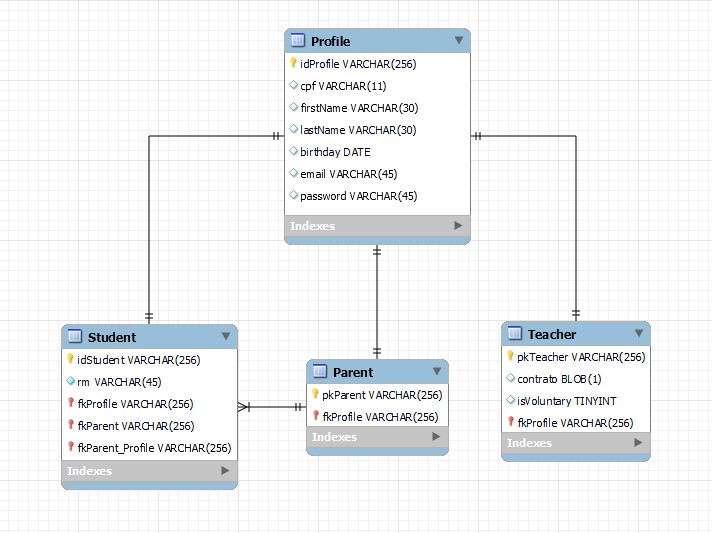 Profile
idProfile VARCHAR(256)
cpf VARCHAR(11)
firstName VARCHAR(30)
lastName VARCHAR(30)
birthday DATE
email VARCHAR(45)
password VARCHAR(45)
Indexes
Student
idStudent VARCHAR(256)
rm VARCHAR(45)
fkProfile VARCHAR(256)
fkParent VARCHAR(256)
fkParent_Profile VARCHAR(256)
Indexes
Parent
pkParent VARCHAR(256)
fkProfile VARCHAR(256)
Indexes
Teacher
pkTeacher VARCHAR(256)
contrato BLOB(1)
isVoluntary TINYINT
fkProfile VARCHAR(256)
Indexes